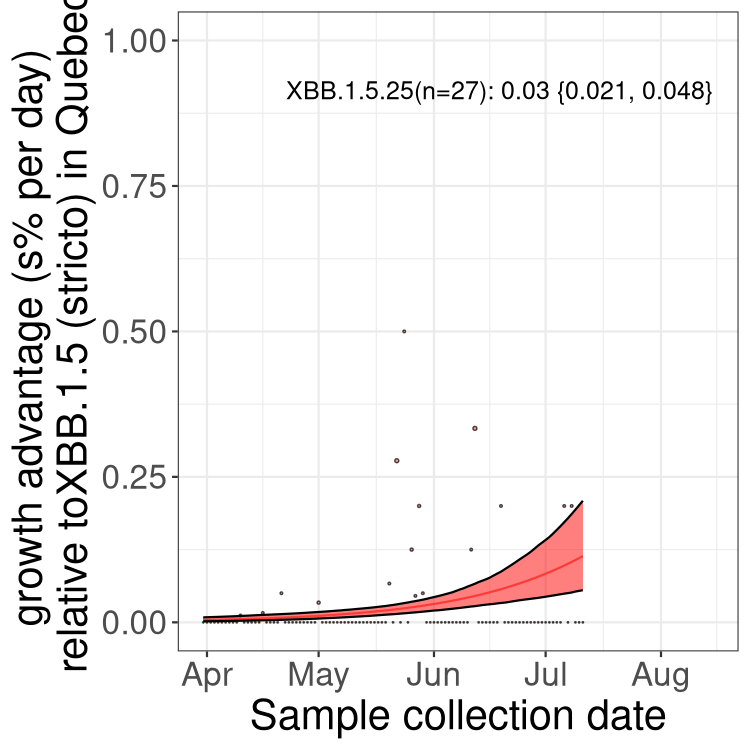 growth advantage (s% per day)
relative toXBB.1.5 (stricto) in Quebec
1.00
0.75
0.50
0.25
0.00
XBB.1.5.25(n=27): 0.03 {0.021, 0.048}
Apr May Jun Jul Aug
Sample collection date